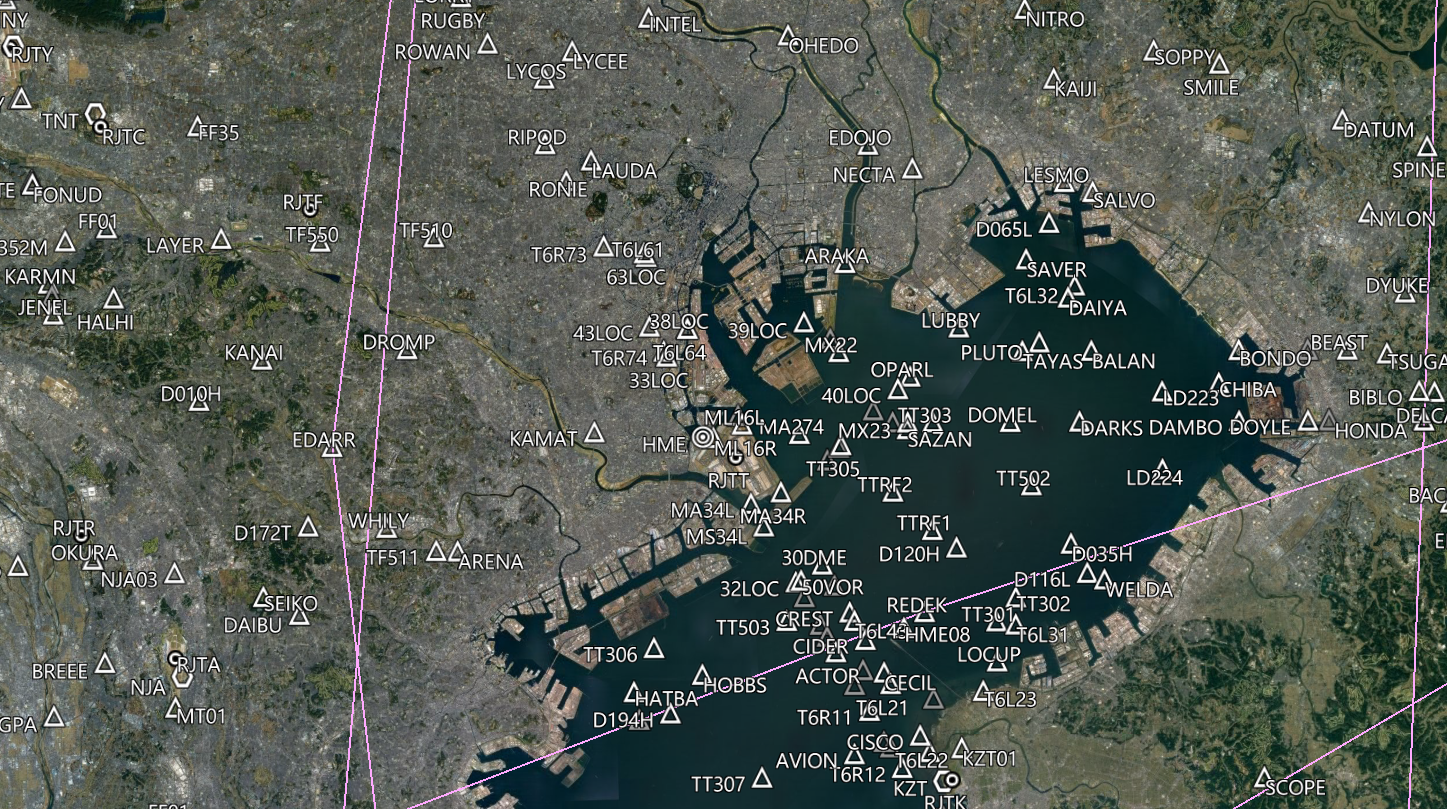 LURRY
NY
RUGBY
INTEL
NITRO
ROWAN
OHEDO
RJTY
LYCEE
SOPPY
LYCOS
KAIJI
SMILE
TNT
RJTC
FF35
RIPOD
EDOJO
DATUM
LAUDA
NECTA
LESMO
SPINE
FONUD
RONIE
SALVO
RJTF
FF01
NYLON
352M
LAYER
TF550
TF510
T6R73
T6L61
D065L
ARAKA
KARMN
63LOC
SAVER
DYUKE
JENEL
HALHI
T6L32
DAIYA
43LOC
38LOC
39LOC
LUBBY
DROMP
MX22
BEAST
KANAI
T6R74
T6L64
PLUTO
TAYAS
BALAN
BONDO
TSUGA
33LOC
OPARL
D010H
40LOC
LD223
CHIBA
BIBLO
ML16L
TT303
DOMEL
DELC
EDARR
KAMAT
HME
MA274
MX23
SAZAN
DARKS
DAMBO
DOYLE
HONDA
ML16R
TT305
RJTT
TTRF2
TT502
LD224
BAC
MA34L
MA34R
RJTR
D172T
WHILY
MS34L
TTRF1
OKURA
TF511
ARENA
30DME
D120H
D035H
NJA03
32LOC
50VOR
D116L
WELDA
SEIKO
REDEK
TT302
DAIBU
TT503
CREST
T6L43
HME08
TT301
T6L31
TT306
CIDER
LOCUP
BREEE
RJTA
NJA
ACTOR
CECIL
HOBBS
HATBA
T6L23
MT01
GPA
D194H
T6R11
T6L21
CISCO
AVION
T6L22
KZT01
T6R12
TT307
KZT
SCOPE
RJTK
FF01